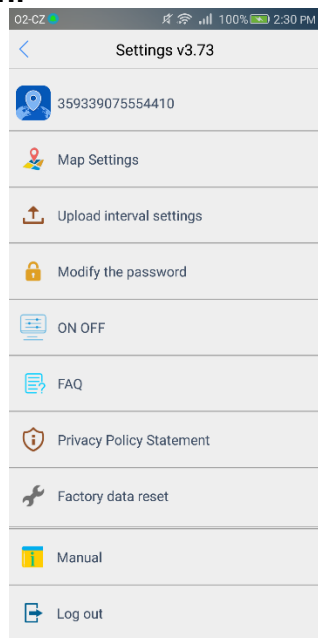 02-CZ 100% 2:30 PM
Settings v3.73
359339075554410
Map Settings
Upload interval settings
Modify the password
ON OFF
FAQ
Privacy Policy Statement
Factory data reset
Manual
Log out